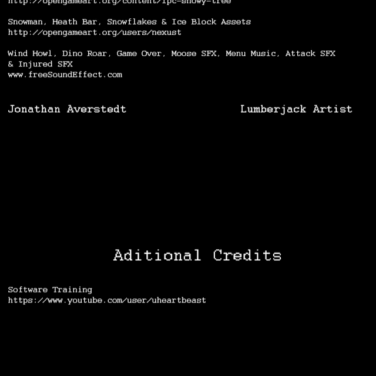 http://opengameart.org/content/lpc-snowy-tree
Snowman, Heath Bar, Snowflakes & Ice Block Assets
http://opengameart.org/users/nexust
Wind Howl, Dino Roar, Game Over, Moose SFX, Menu Music, Attack SFX
& Injured SFX
www.freeSoundEffect.com
Jonathan Averstedt Lumberjack Artist
Aditional Credits
Software Training
https://www.youtube.com/user/uheartbeast